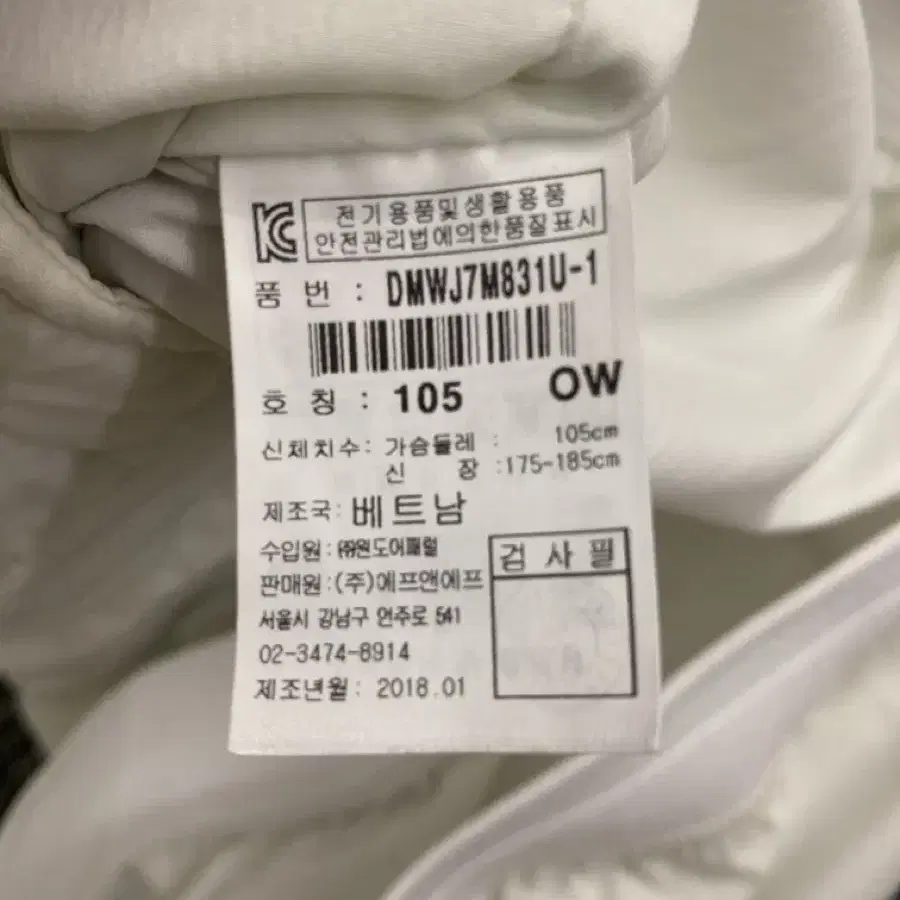 KC 전기용품및생활용품
안전관리법에의한품질표시
품 번 : DMWJ7M831U-1
호 칭 : 105 OW
신체치수: 가슴둘레 : 105cm
신 장 :175-185cm
제조국: 베트남
수입원: ㈜원도어패럴
판매원:(주)에프앤에프
서울시 강남구 언주로 541
02-3474-8914
제조년월: 2018.01
검 사 필